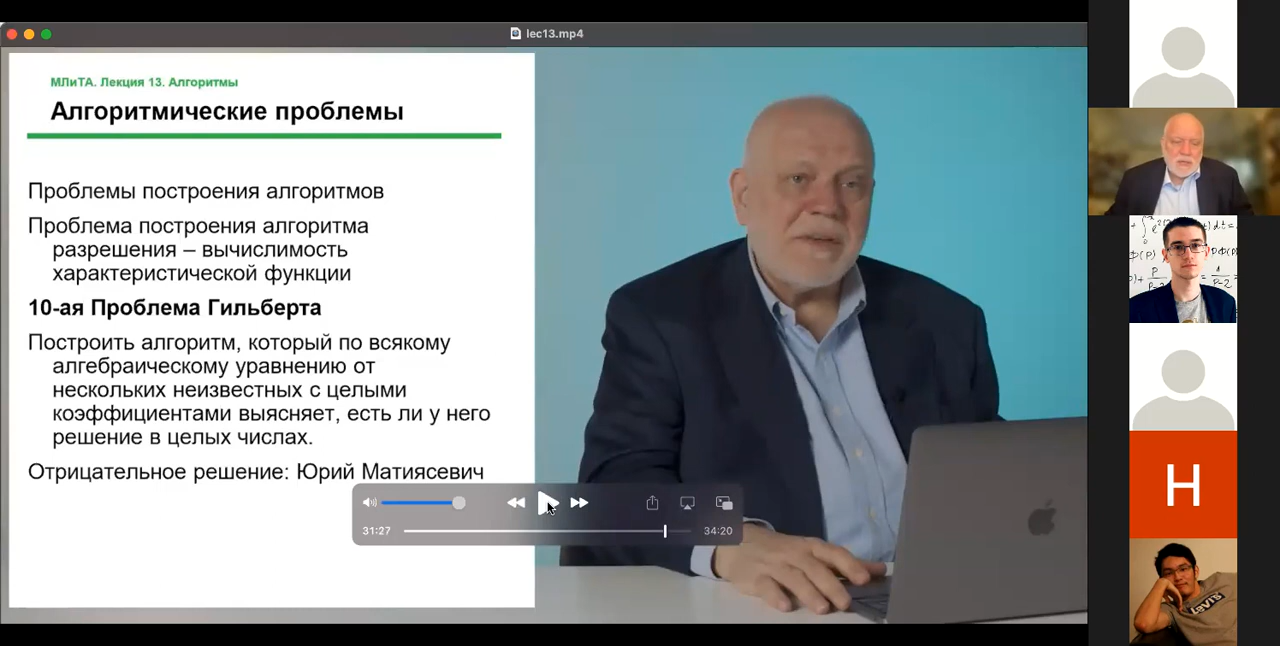 lec13.mp4
МЛиТА. Лекция 13. Алгоритмы
Алгоритмические проблемы
Проблемы построения алгоритмов
Проблема построения алгоритма
разрешения – вычислимость
характеристической функции
10-ая Проблема Гильберта
Построить алгоритм, который по всякому
алгебраическому уравнению от
нескольких неизвестных с целыми
коэффициентами выясняет, есть ли у него
решение в целых числах.
Отрицательное решение: Юрий Матиясевич
31:27
34:20
H
Levi's